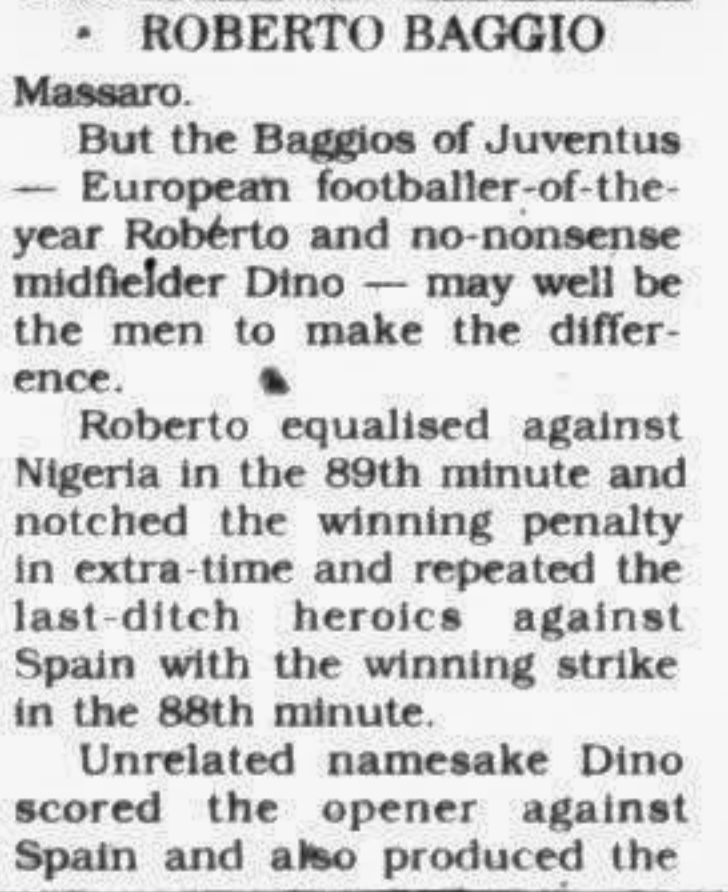 • ROBERTO BAGGIO
Massaro.
But the Baggios of Juventus
— European footballer-of-the-
year Roberto and no-nonsense
midfielder Dino — may well be
the men to make the differ-
ence.
Roberto equalised against
Nigeria in the 89th minute and
notched the winning penalty
in extra-time and repeated the
last-ditch heroics against
Spain with the winning strike
in the 88th minute.
Unrelated namesake Dino
scored the opener against
Spain and also produced the